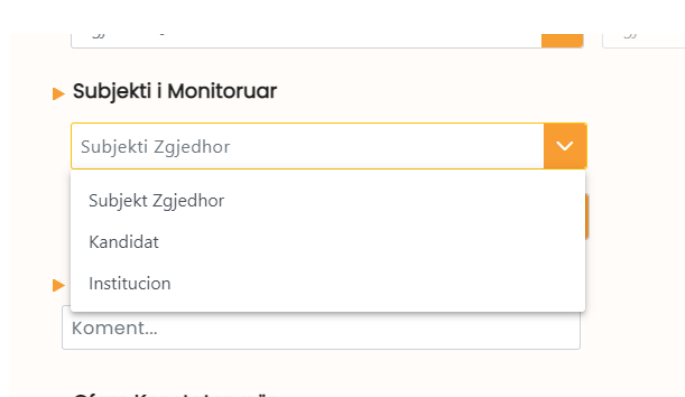 Subjekti i Monitoruar
Subjekti Zgjedhor
Subjekt Zgjedhor
Kandidat
Institucion
Koment...